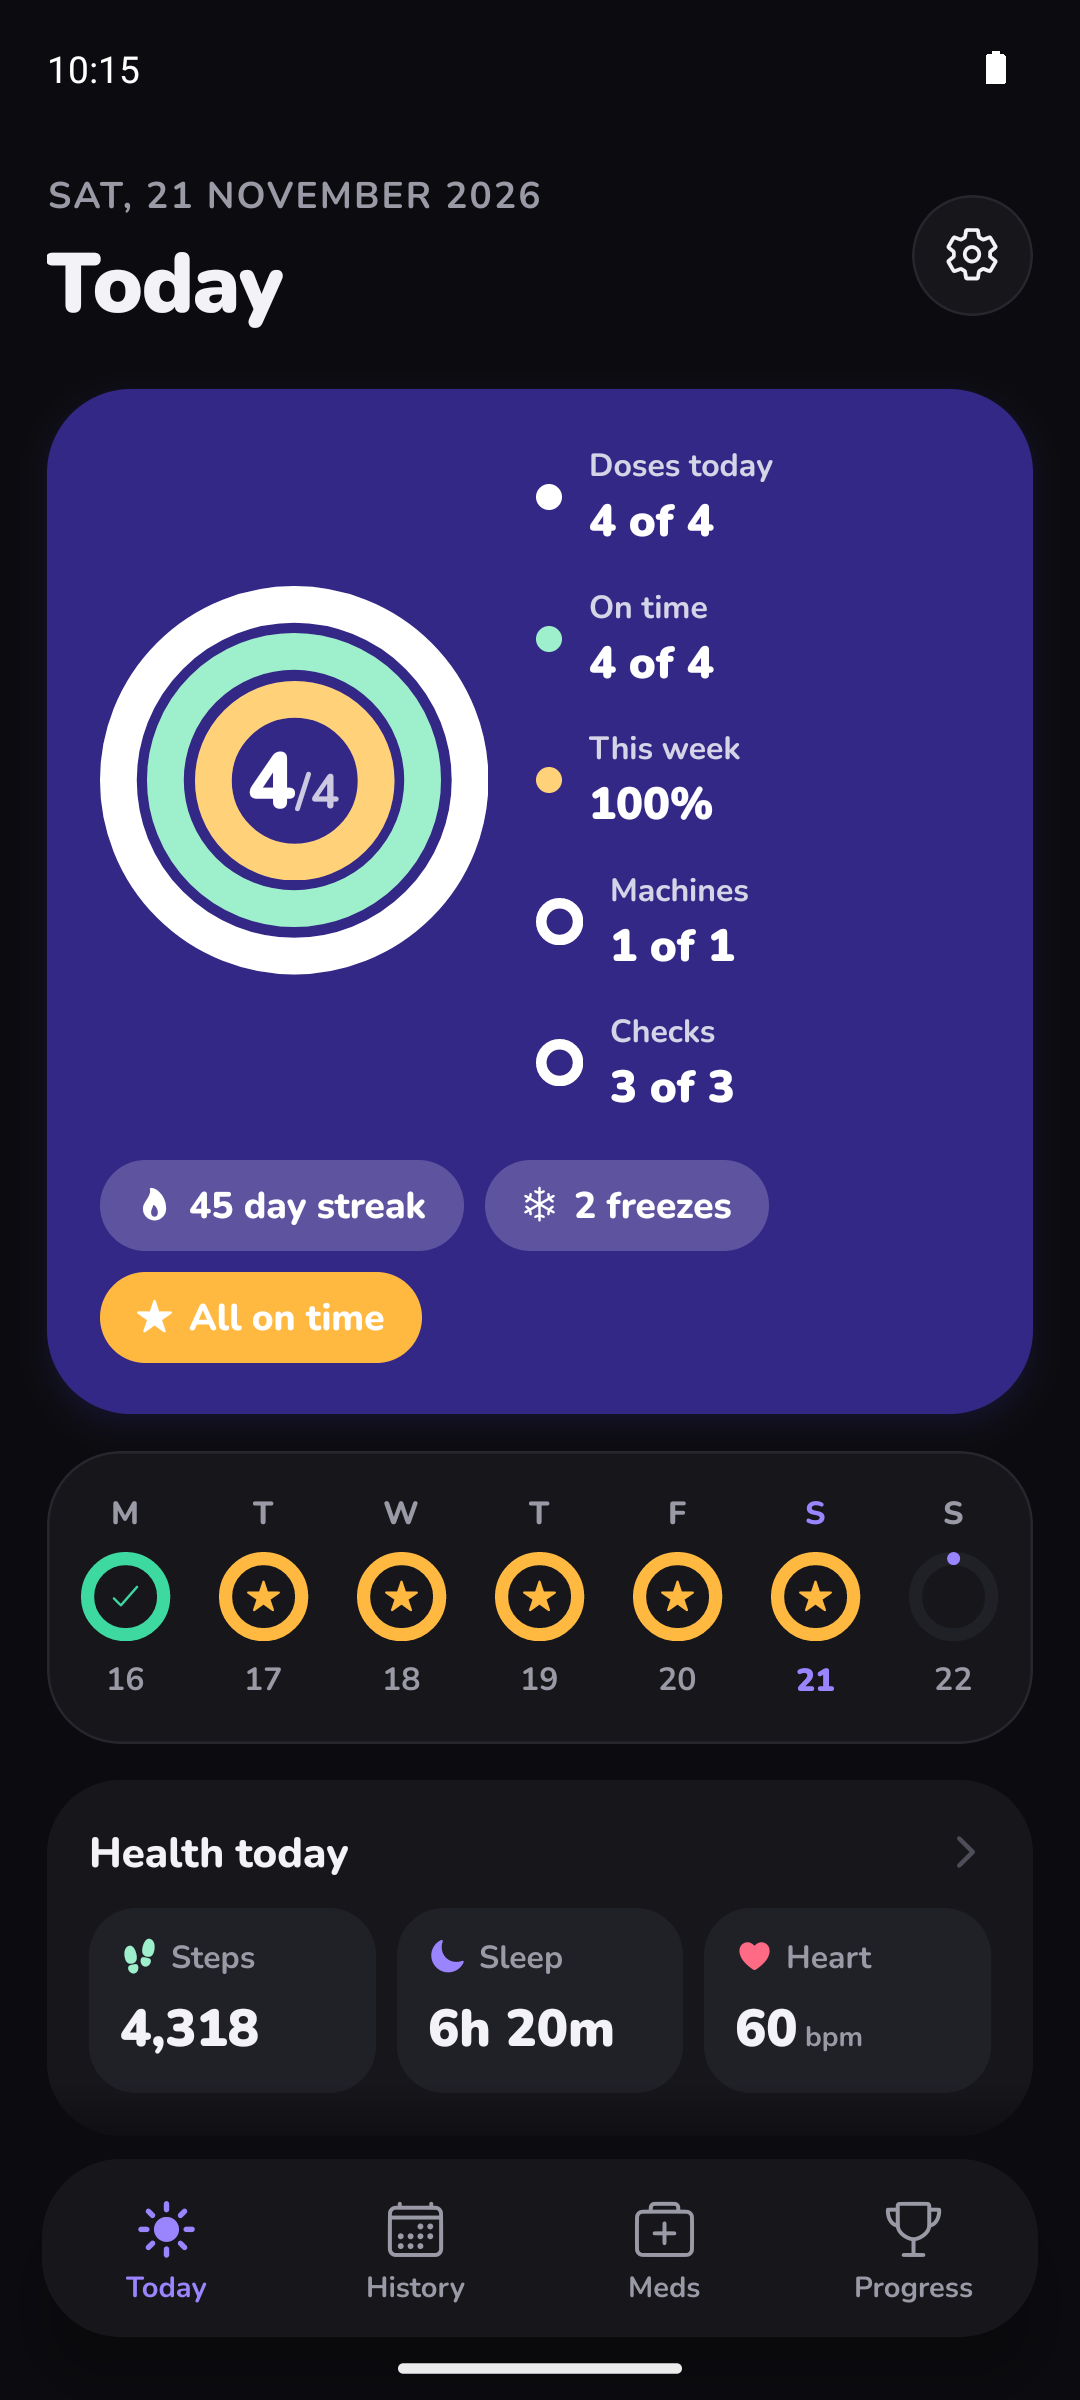 10:15
SAT, 21 NOVEMBER 2026
Today
Doses today
4 of 4
On time
4 of 4
This week
100%
Machines
1 of 1
Checks
3 of 3
4/4
45 day streak
2 freezes
All on time
M T W T F S S
16 17 18 19 20 21 22
Health today
Steps
4,318
Sleep
6h 20m
Heart
60 bpm
Today
History
Meds
Progress